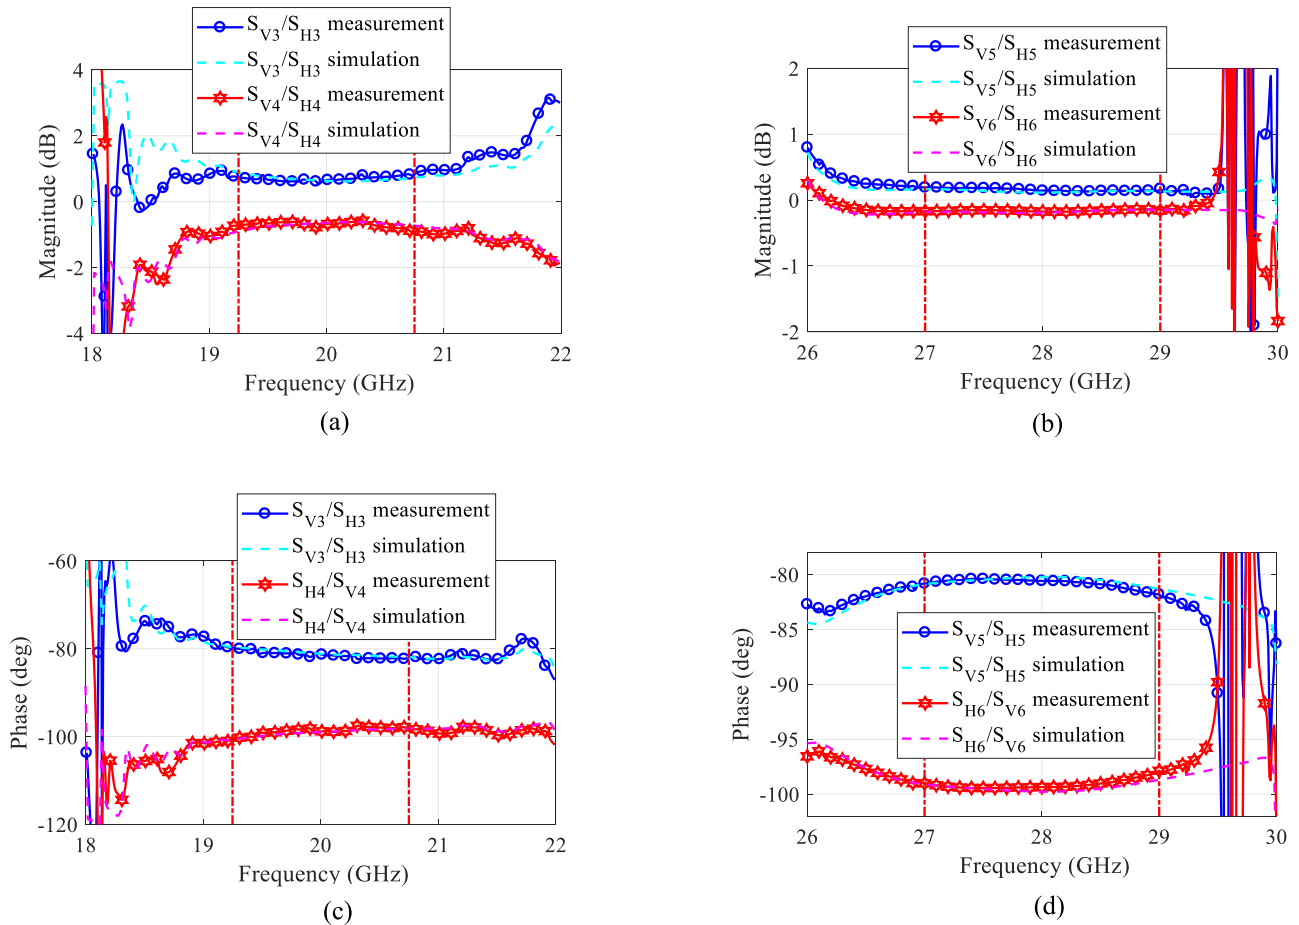 S_V3/S_H3 measurement
S_V3/S_H3 simulation
S_V4/S_H4 measurement
S_V4/S_H4 simulation
4
2
0
-2
-4
Magnitude (dB)
18 19 20 21 22
Frequency (GHz)
(a)
S_V5/S_H5 measurement
S_V5/S_H5 simulation
S_V6/S_H6 measurement
S_V6/S_H6 simulation
2
1
0
-1
-2
Magnitude (dB)
26 27 28 29 30
Frequency (GHz)
(b)
S_V3/S_H3 measurement
S_V3/S_H3 simulation
S_H4/S_V4 measurement
S_H4/S_V4 simulation
-60
-80
-100
-120
Phase (deg)
18 19 20 21 22
Frequency (GHz)
(c)
S_V5/S_H5 measurement
S_V5/S_H5 simulation
S_H6/S_V6 measurement
S_H6/S_V6 simulation
-80
-85
-90
-95
-100
Phase (deg)
26 27 28 29 30
Frequency (GHz)
(d)